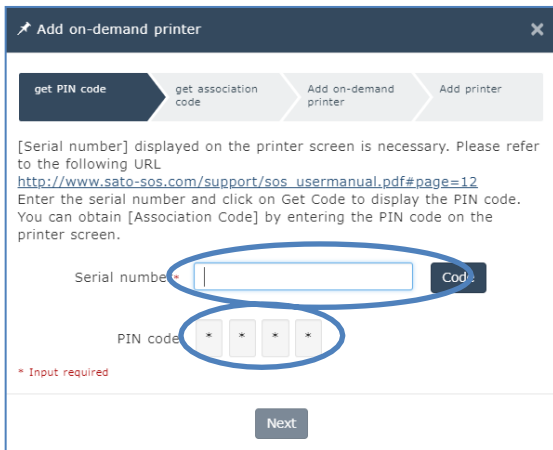 Add on-demand printer
get PIN code
get association
code
Add on-demand
printer
Add printer
[Serial number] displayed on the printer screen is necessary. Please refer
to the following URL
http://www.sato-sos.com/support/sos_usermanual.pdf#page=12
Enter the serial number and click on Get Code to display the PIN code.
You can obtain [Association Code] by entering the PIN code on the
printer screen.
Serial number* Code
PIN code * * * *
* Input required
Next